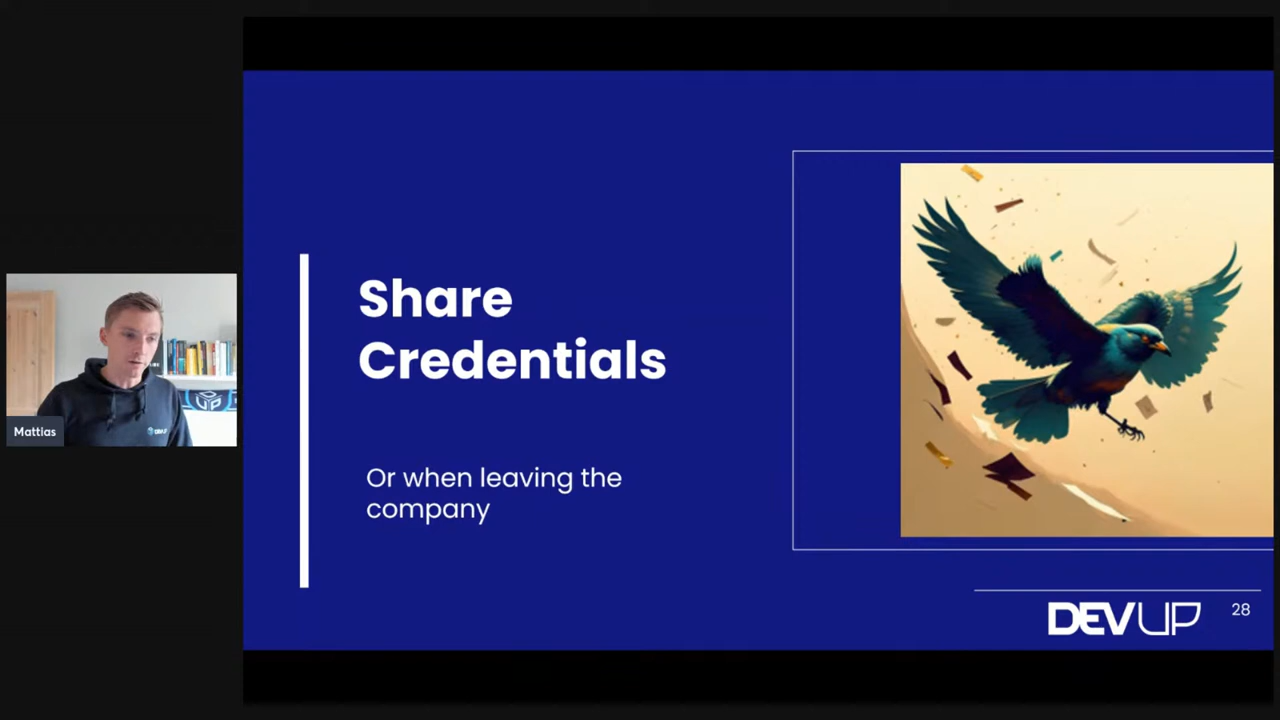 Share
Credentials
Or when leaving the
company
Mattias
DEVUP
28